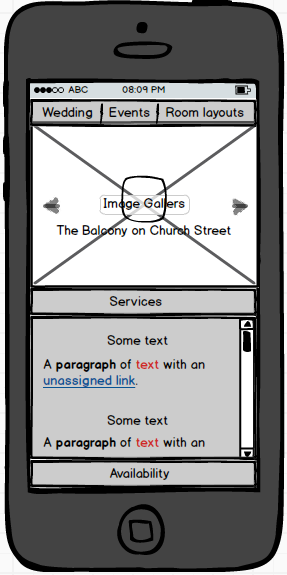 ABC 08:09 PM
Wedding Events Room layouts
Image Gallers
The Balcony on Church Street
Services
Some text
A paragraph of text with an
unassigned link.
Some text
A paragraph of text with an
Availability